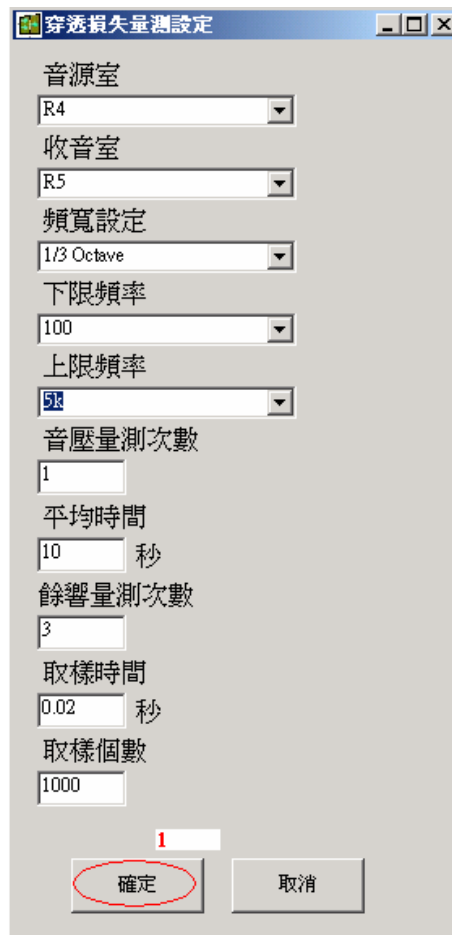 穿透損失量測設定
音源室
R4
收音室
R5
頻寬設定
1/3 Octave
下限頻率
100
上限頻率
5k
音壓量測次數
1
平均時間
10 秒
餘響量測次數
3
取樣時間
0.02 秒
取樣個數
1000
1
確定 取消